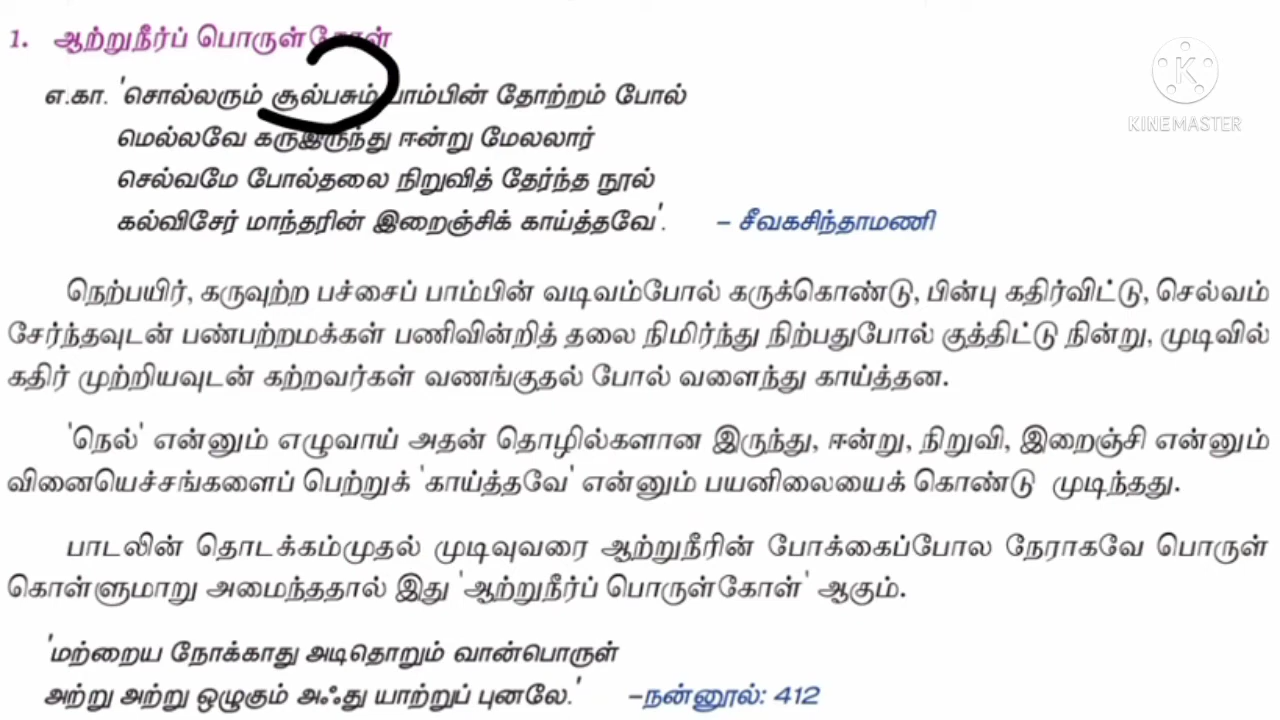 1. ஆற்றுநீர்ப் பொருள்கோள்
எ.கா. 'சொல்லரும் சூல்பசும் பாம்பின் தோற்றம் போல்
மெல்லவே கருஇருந்து ஈன்று மேலலார்
செல்வமே போல்தலை நிறுவித் தேர்ந்த நூல்
கல்விசேர் மாந்தரின் இறைஞ்சிக் காய்த்தவே'. – சீவகசிந்தாமணி
நெற்பயிர், கருவுற்ற பச்சைப் பாம்பின் வடிவம்போல் கருக்கொண்டு, பின்பு கதிர்விட்டு, செல்வம்
சேர்ந்தவுடன் பண்பற்றமக்கள் பணிவின்றித் தலை நிமிர்ந்து நிற்பதுபோல் குத்திட்டு நின்று, முடிவில்
கதிர் முற்றியவுடன் கற்றவர்கள் வணங்குதல் போல் வளைந்து காய்த்தன.
'நெல்' என்னும் எழுவாய் அதன் தொழில்களான இருந்து, ஈன்று, நிறுவி, இறைஞ்சி என்னும்
வினையெச்சங்களைப் பெற்றுக் 'காய்த்தவே' என்னும் பயனிலையைக் கொண்டு முடிந்தது.
பாடலின் தொடக்கம்முதல் முடிவுவரை ஆற்றுநீரின் போக்கைப்போல நேராகவே பொருள்
கொள்ளுமாறு அமைந்ததால் இது 'ஆற்றுநீர்ப் பொருள்கோள்' ஆகும்.
'மற்றைய நோக்காது அடிதொறும் வான்பொருள்
அற்று அற்று ஒழுகும் அஃது யாற்றுப் புனலே.' –நன்னூல்: 412
K
KINEMASTER